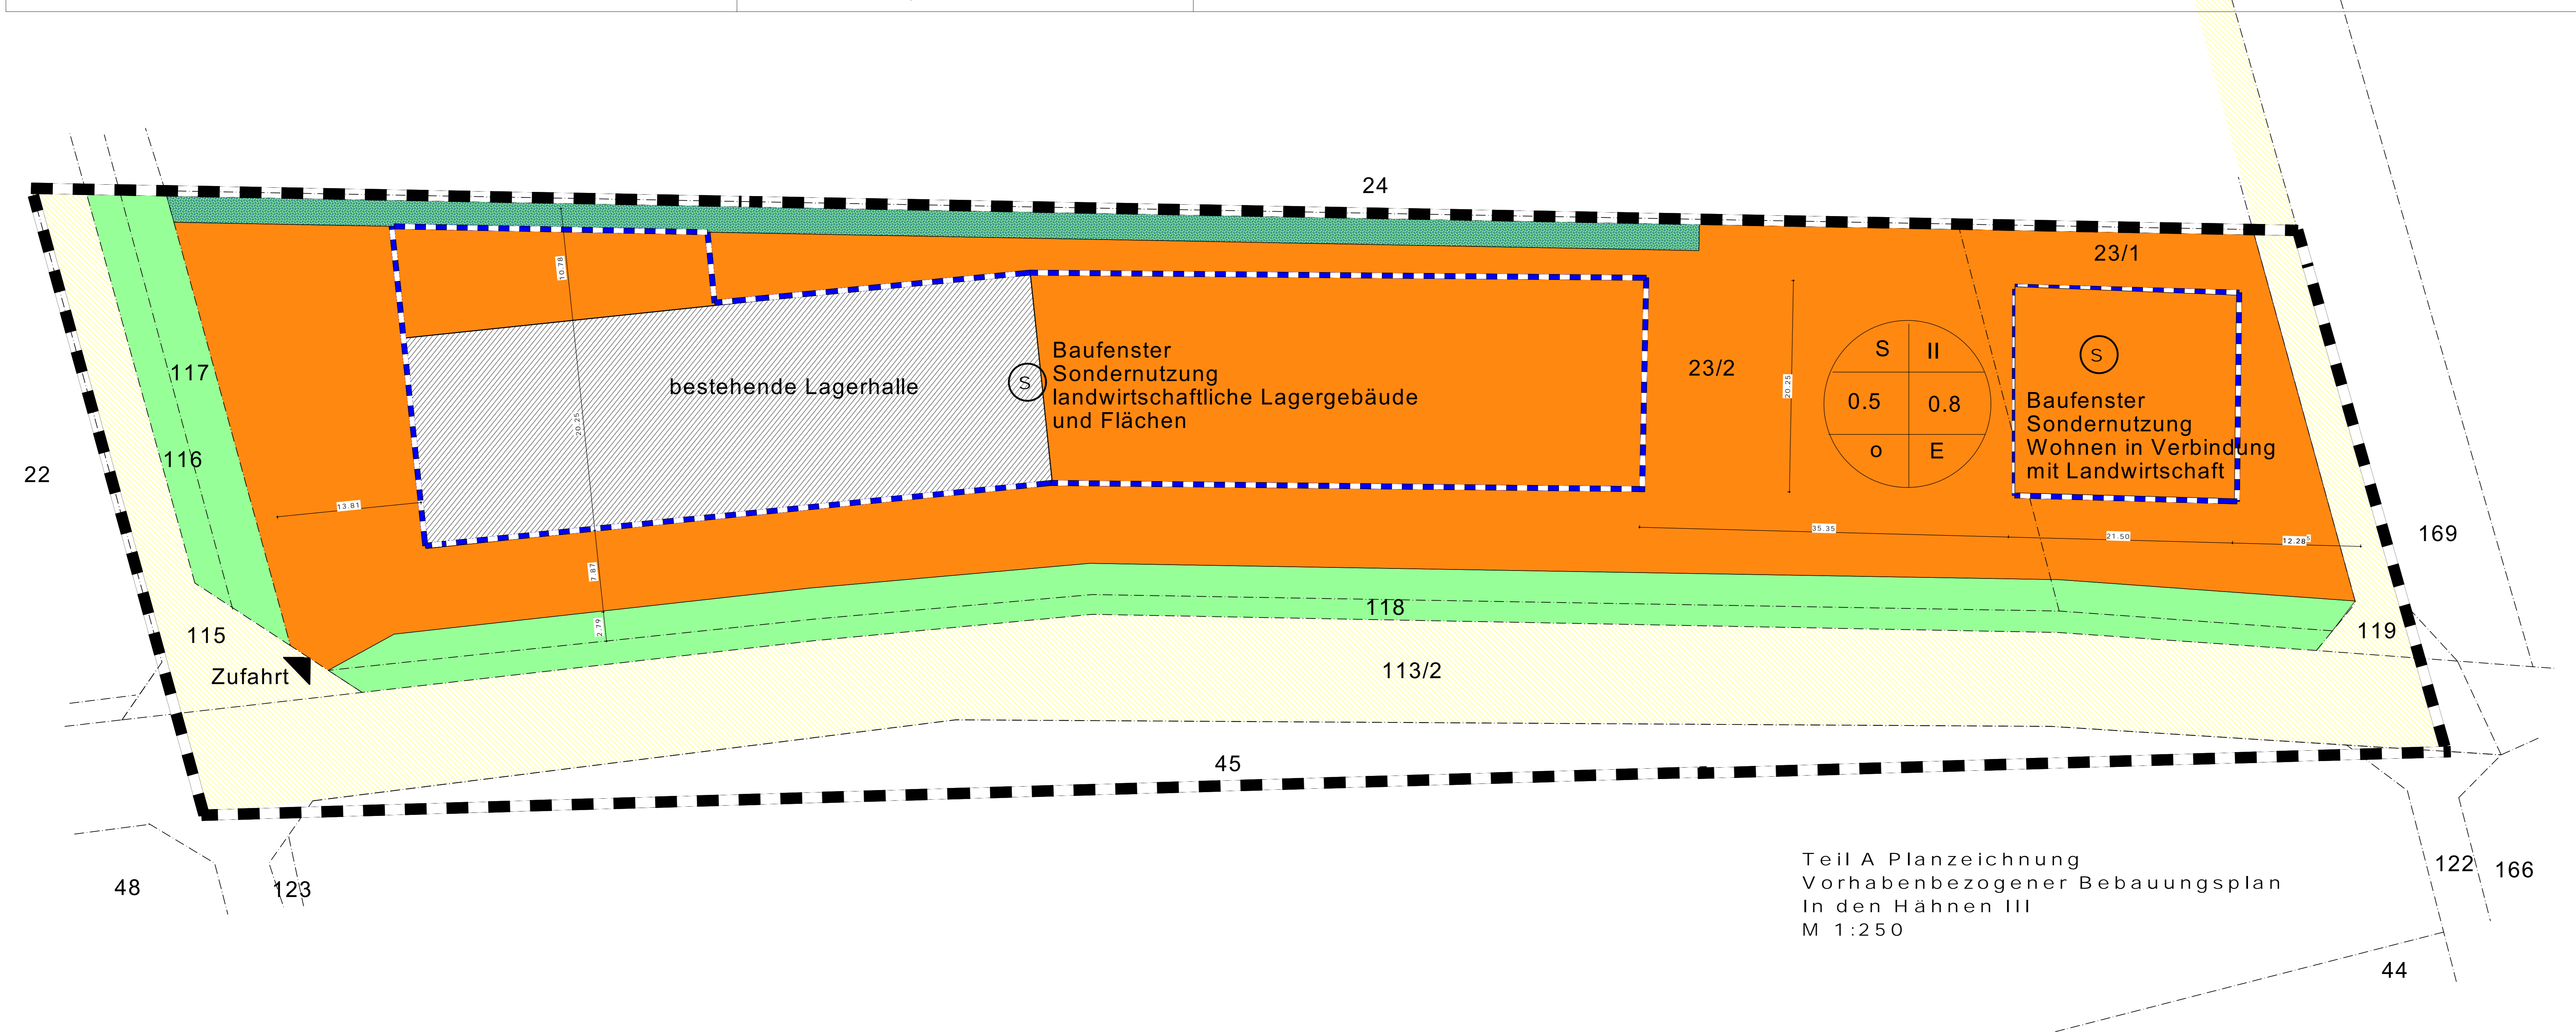 24
23/1
10.78
117
bestehende Lagerhalle
S
Baufenster
Sondernutzung
landwirtschaftliche Lagergebäude
und Flächen
23/2
20.25
S II
0.5 0.8
o E
S
Baufenster
Sondernutzung
Wohnen in Verbindung
mit Landwirtschaft
20.25
116
22
13.81
35.35
21.50
12.28
169
7.87
118
2.79
115
119
Zufahrt
113/2
45
Teil A Planzeichnung
Vorhabenbezogener Bebauungsplan
In den Hähnen III
M 1:250
48
123
122
166
44